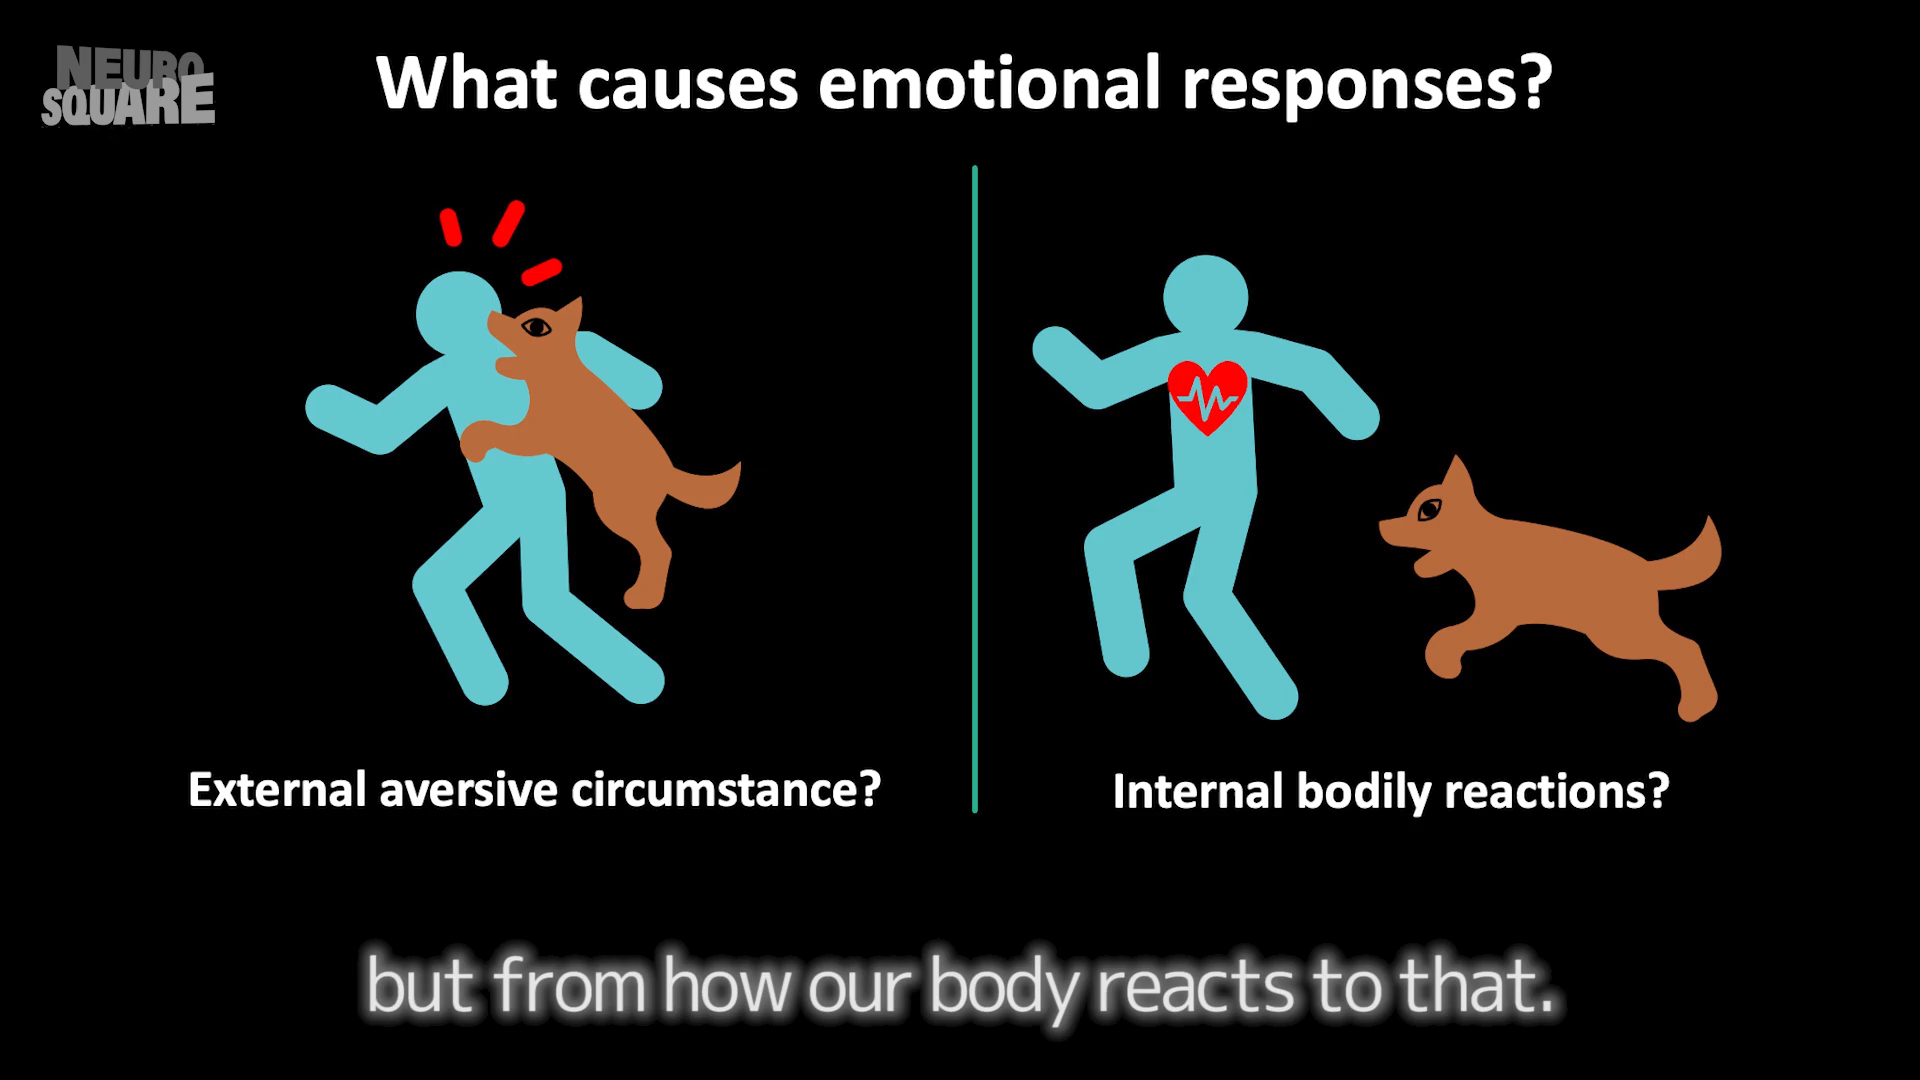 NEURO
SQUARE
What causes emotional responses?
External aversive circumstance?
Internal bodily reactions?
but from how our body reacts to that.